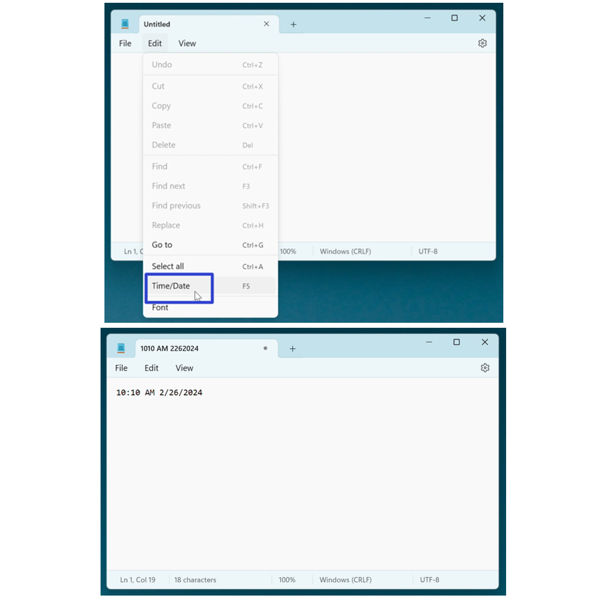 Untitled
File Edit View
Undo Ctrl+Z
Cut Ctrl+X
Copy Ctrl+C
Paste Ctrl+V
Delete Del
Find Ctrl+F
Find next F3
Find previous Shift+F3
Replace Ctrl+H
Go to Ctrl+G
Ln 1, C 100% Windows (CRLF) UTF-8
Select all Ctrl+A
Time/Date F5
Font
1010 AM 2262024
File Edit View
10:10 AM 2/26/2024
Ln 1, Col 19 18 characters 100% Windows (CRLF) UTF-8